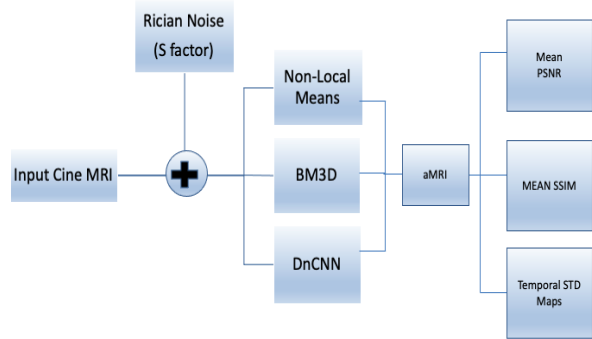 Rician Noise
(S factor)
Input Cine MRI
Non-Local
Means
BM3D
DnCNN
aMRI
Mean
PSNR
MEAN SSIM
Temporal STD
Maps